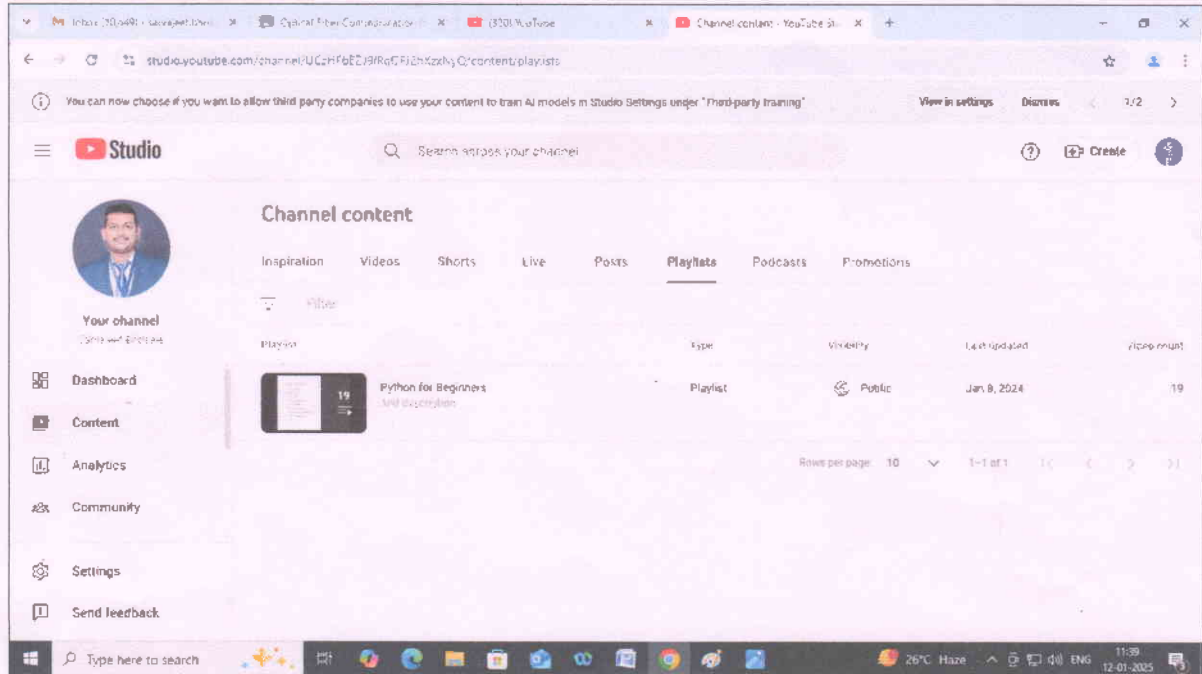 (320) YouTube
Channel content - YouTube St
You can now choose if you want to allow third party companies to use your content to train AI models in Studio Settings under "Third-party training"
View in settings
Dismiss
1/2
Studio
Search across your channel
Create
Channel content
Inspiration
Videos
Shorts
Live
Posts
Playlists
Podcasts
Promotions
Filter
Your channel
Playlist
Type
Visibility
Last updated
Video count
Dashboard
Content
Analytics
Community
Settings
Send feedback
19
Python for Beginners
Add description
Playlist
Public
Jan 9, 2024
19
Rows per page: 10
1-1 of 1
Type here to search
26°C Haze
ENG
11:39
12-01-2025